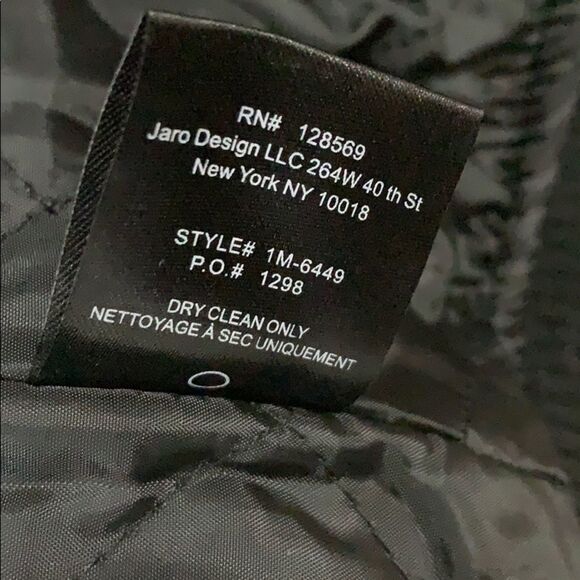 RN# 128569
Jaro Design LLC 264W 40 th St
New York NY 10018
STYLE# 1M-6449
P.O.# 1298
DRY CLEAN ONLY
NETTOYAGE À SEC UNIQUEMENT